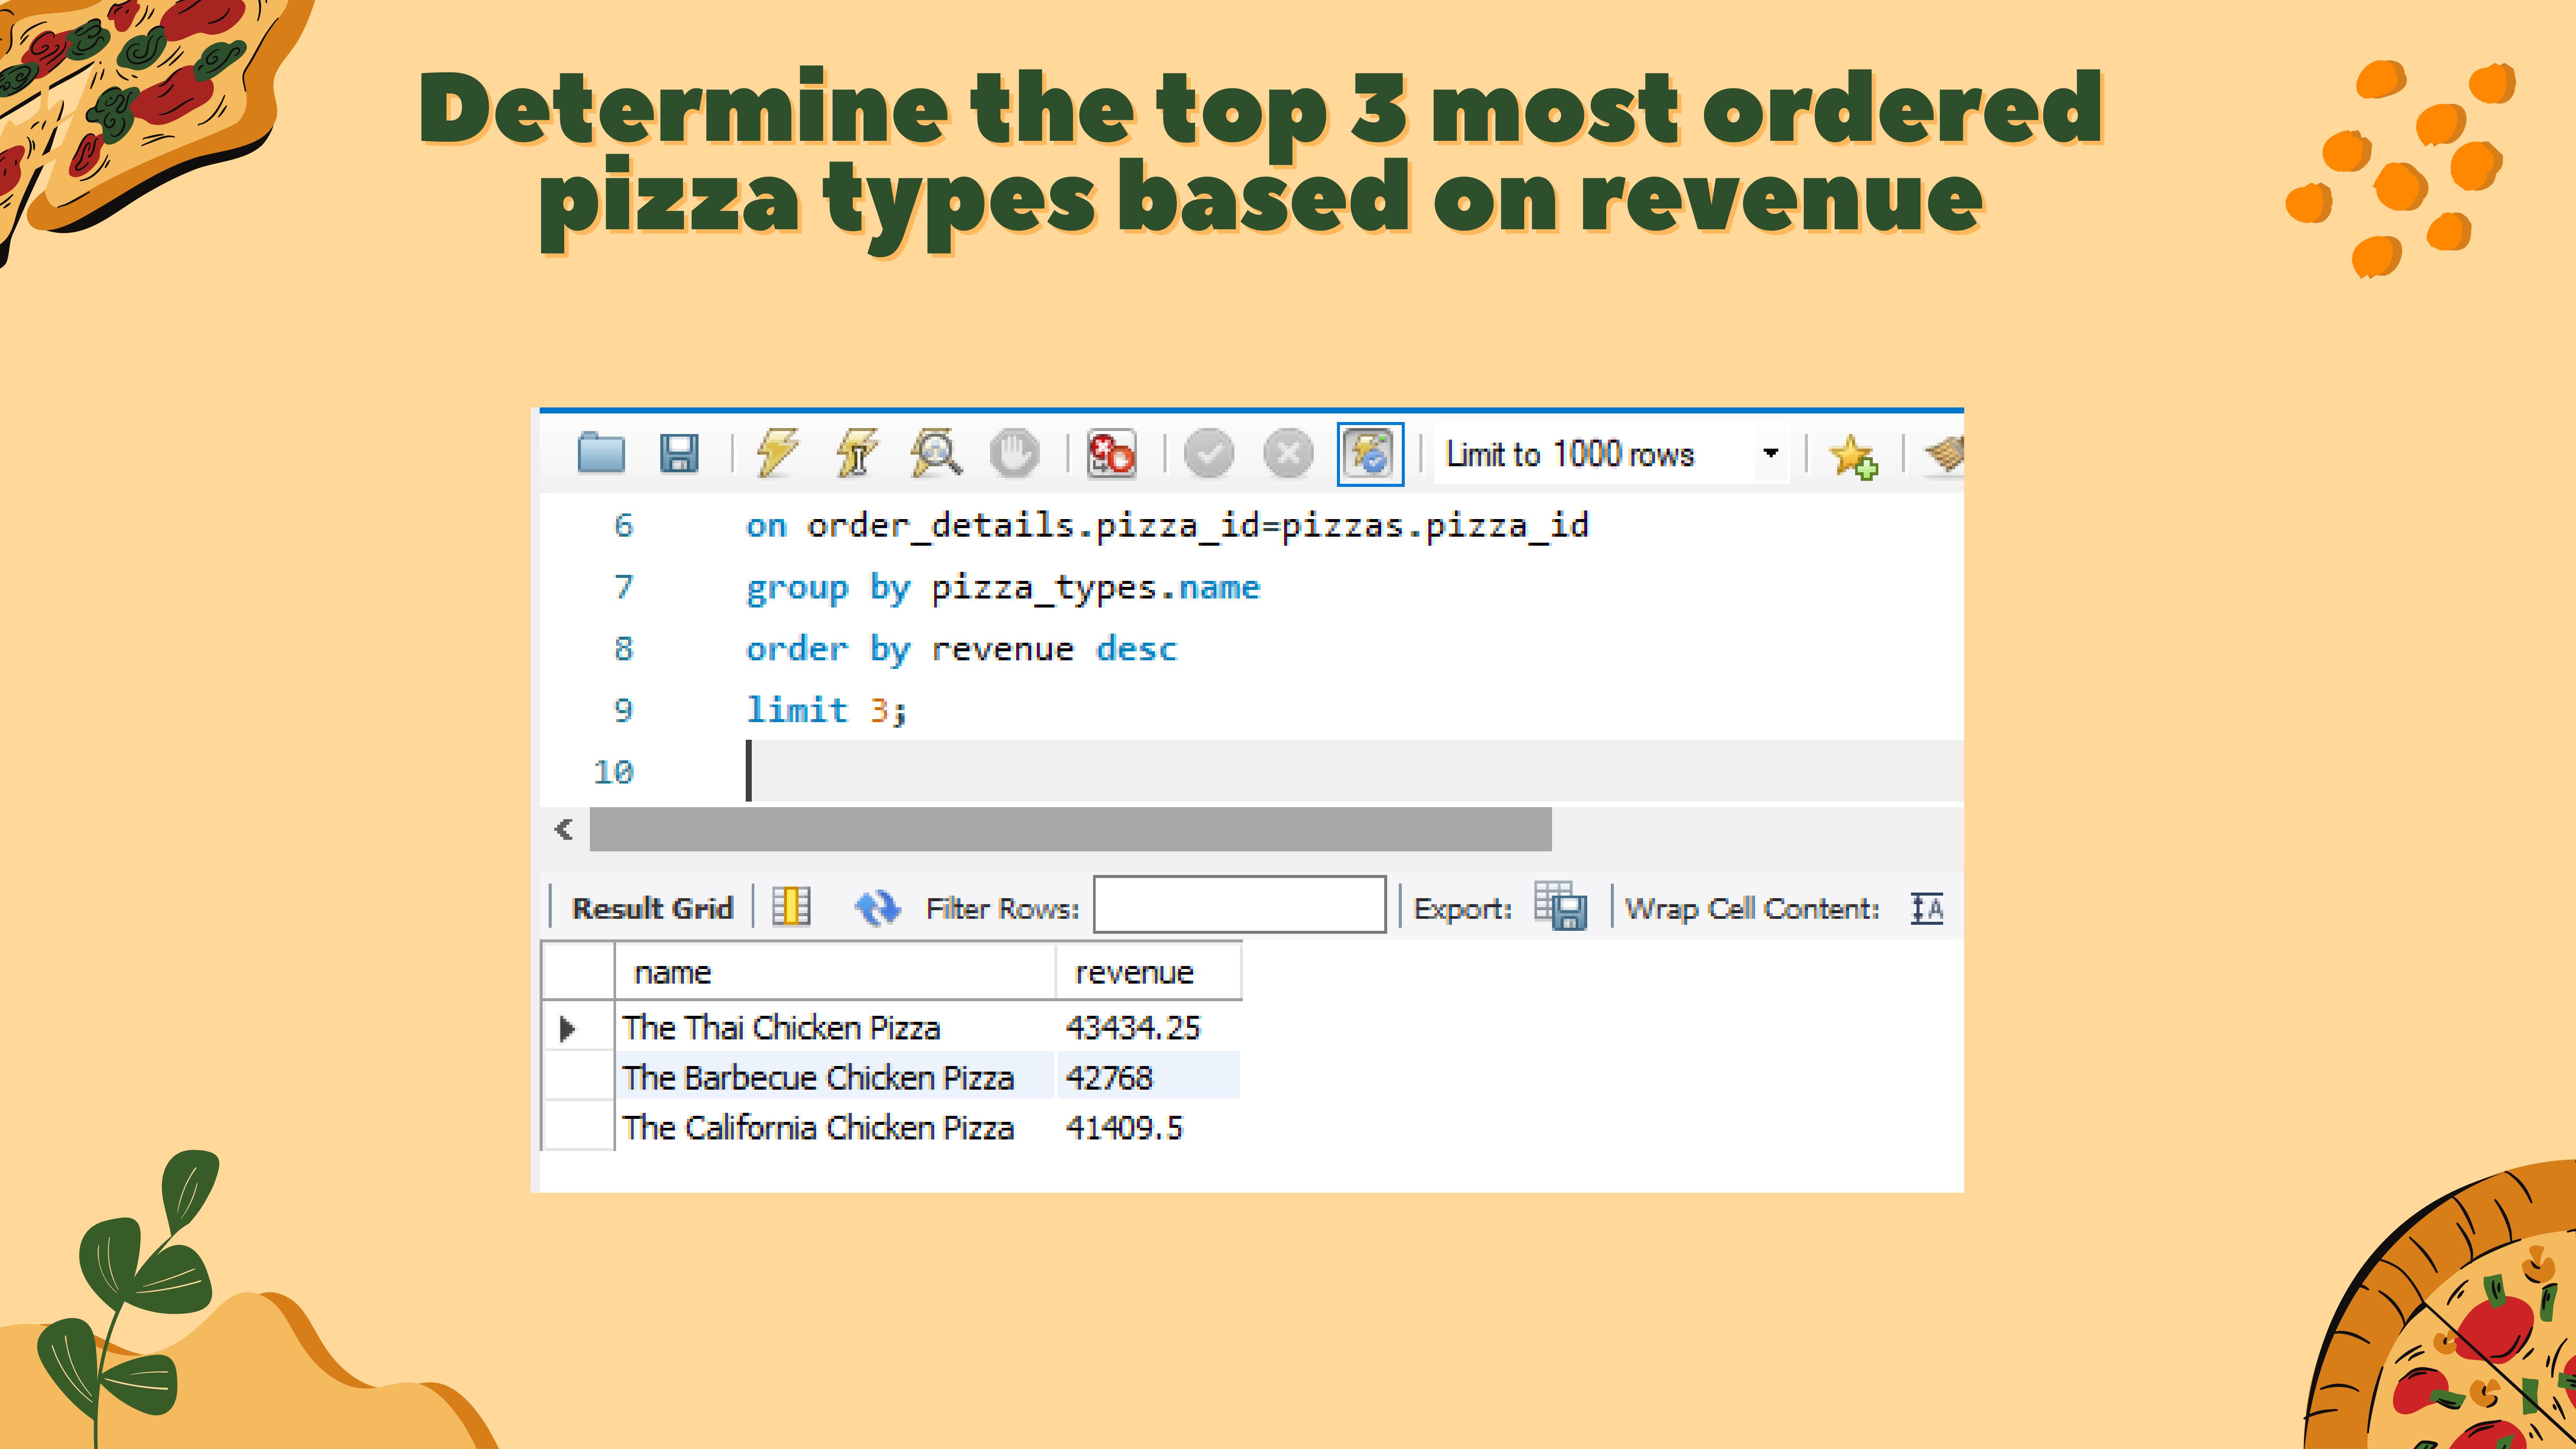 Determine the top 3 most ordered
pizza types based on revenue
Limit to 1000 rows
6 on order_details.pizza_id=pizzas.pizza_id
7 group by pizza_types.name
8 order by revenue desc
9 limit 3;
10
Result Grid Filter Rows: Export: Wrap Cell Content:
name revenue
The Thai Chicken Pizza 43434.25
The Barbecue Chicken Pizza 42768
The California Chicken Pizza 41409.5